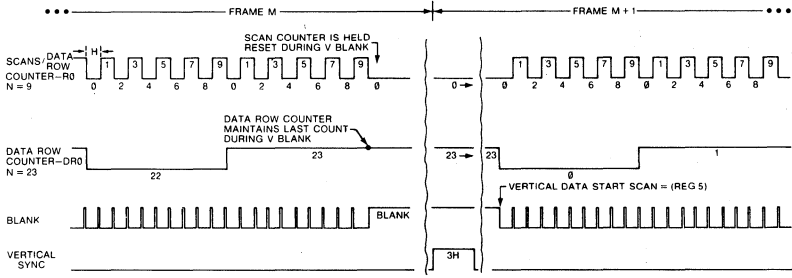 ••• FRAME M FRAME M + 1 •••
SCAN COUNTER IS HELD
RESET DURING V BLANK
H
SCANS/DATA ROW
COUNTER–R0
N = 9
1 3 5 7 9 1 3 5 7 9 9 1 3 5 7 9 1 3 5 7 9
0 2 4 6 8 0 2 4 6 8 Ø 0 Ø 2 4 6 8 Ø 2 4 6 8
DATA ROW COUNTER
MAINTAINS LAST COUNT
DURING V BLANK
DATA ROW
COUNTER–DR0
N = 23
22 23 23 23 Ø 1
VERTICAL DATA START SCAN = (REG 5)
BLANK BLANK
VERTICAL
SYNC
3H